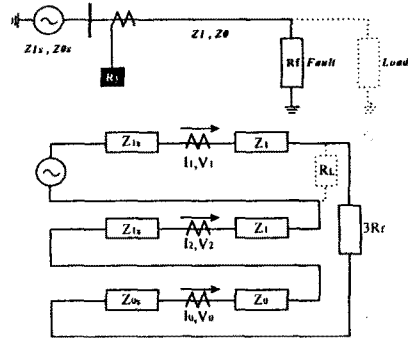 Z1s, Z0s
Ry
Z1, Z0
Rf Fault
Load
Z1s
I1,V1
Z1
RL
Z1s
I2,V2
Z1
3Rf
Z0s
I0,V0
Z0